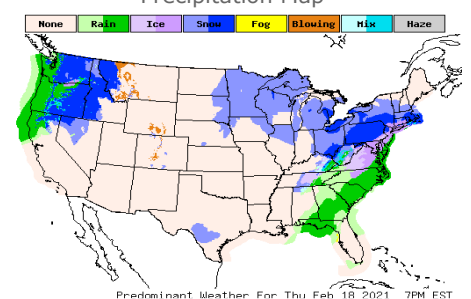 Precipitation Map
None Rain Ice Snow Fog Blowing Mix Haze
Predominant Weather For Thu Feb 18 2021 7PM EST